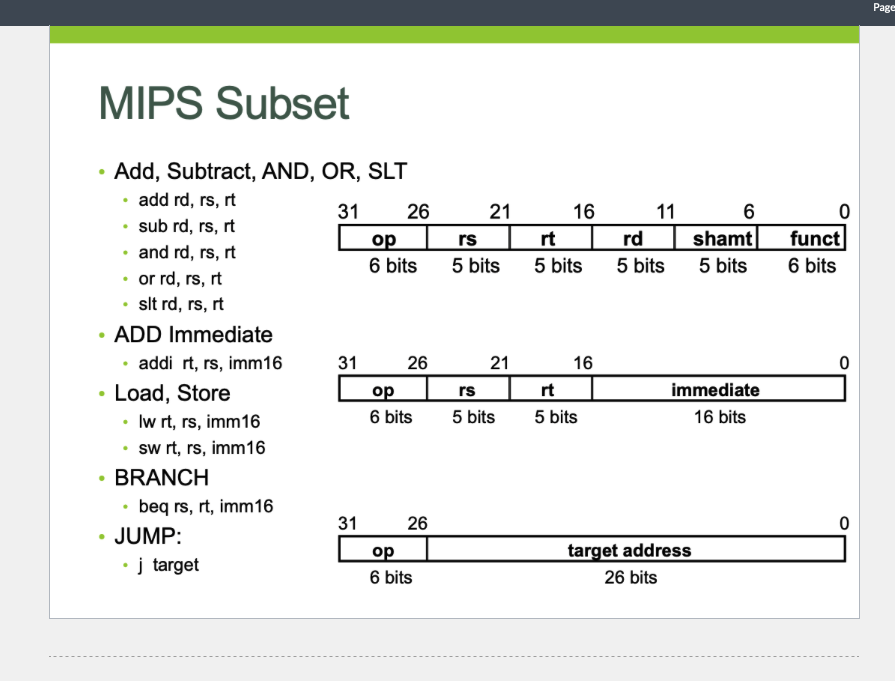 Page
MIPS Subset
• Add, Subtract, AND, OR, SLT
• add rd, rs, rt
• sub rd, rs, rt
• and rd, rs, rt
• or rd, rs, rt
• slt rd, rs, rt
31 26 21 16 11 6 0
op rs rt rd shamt funct
6 bits 5 bits 5 bits 5 bits 5 bits 6 bits
• ADD Immediate
• addi rt, rs, imm16
• Load, Store
• lw rt, rs, imm16
• sw rt, rs, imm16
31 26 21 16 0
op rs rt immediate
6 bits 5 bits 5 bits 16 bits
• BRANCH
• beq rs, rt, imm16
• JUMP:
• j target
31 26 0
op target address
6 bits 26 bits